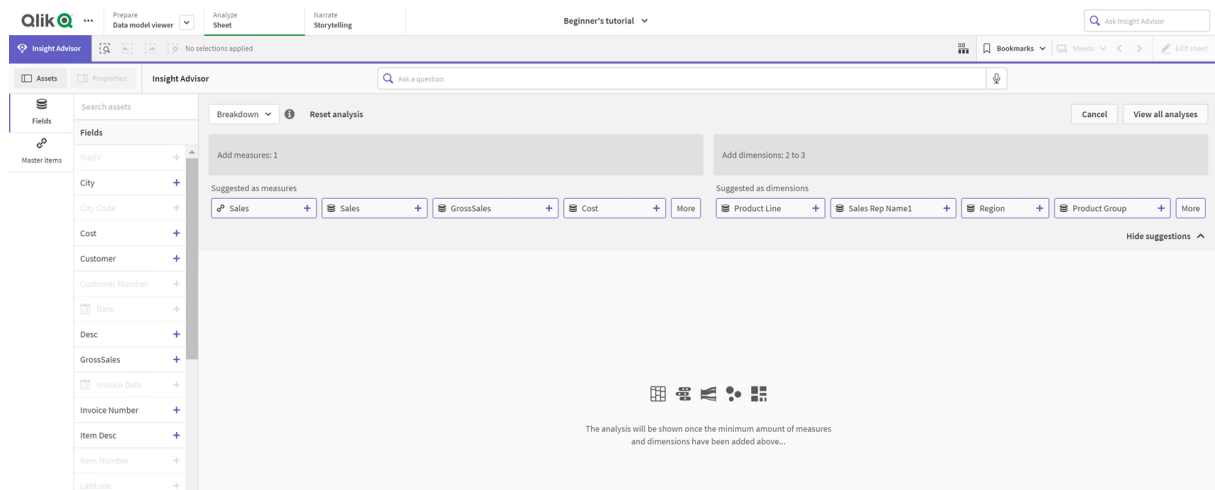 Qlik
Prepare
Data model viewer
Analyze
Sheet
Narrate
Storytelling
Beginner's tutorial
Ask Insight Advisor
Insight Advisor
No selections applied
Bookmarks
Sheets
Edit sheet
Assets
Properties
Insight Advisor
Ask a question
Fields
Master items
Search assets
Fields
%KEY
City
City Code
Cost
Customer
Customer Number
Date
Desc
GrossSales
Invoice Date
Invoice Number
Item Desc
Item Number
Latitude
Breakdown
Reset analysis
Cancel
View all analyses
Add measures: 1
Add dimensions: 2 to 3
Suggested as measures
Sales
Sales
GrossSales
Cost
More
Suggested as dimensions
Product Line
Sales Rep Name1
Region
Product Group
More
Hide suggestions
The analysis will be shown once the minimum amount of measures
and dimensions have been added above...